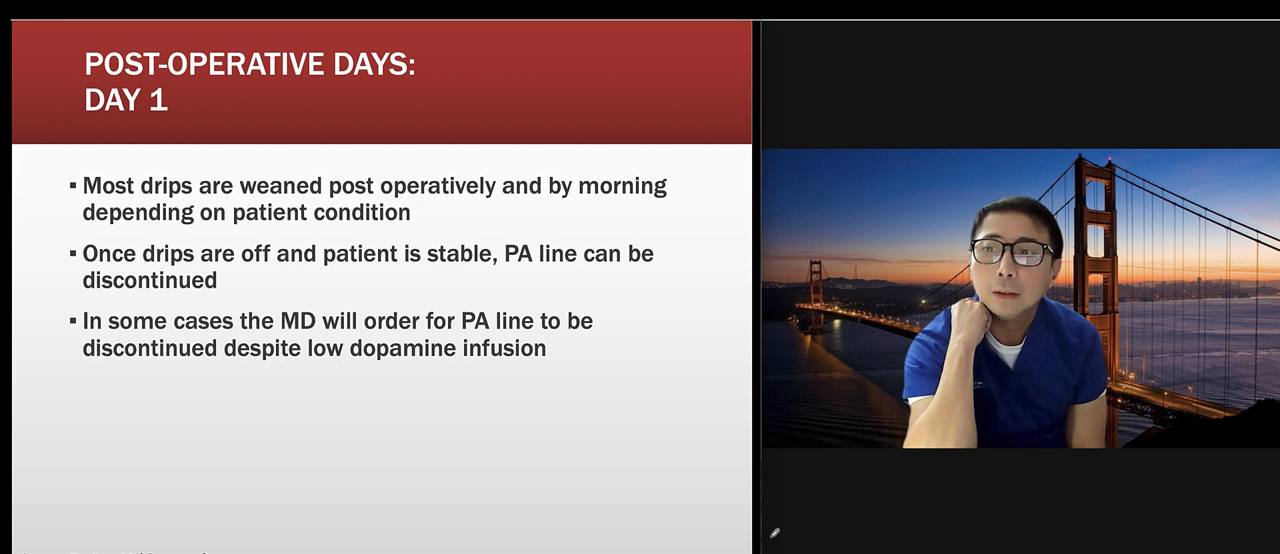 POST-OPERATIVE DAYS:
DAY 1
▪ Most drips are weaned post operatively and by morning
depending on patient condition
▪ Once drips are off and patient is stable, PA line can be
discontinued
▪ In some cases the MD will order for PA line to be
discontinued despite low dopamine infusion